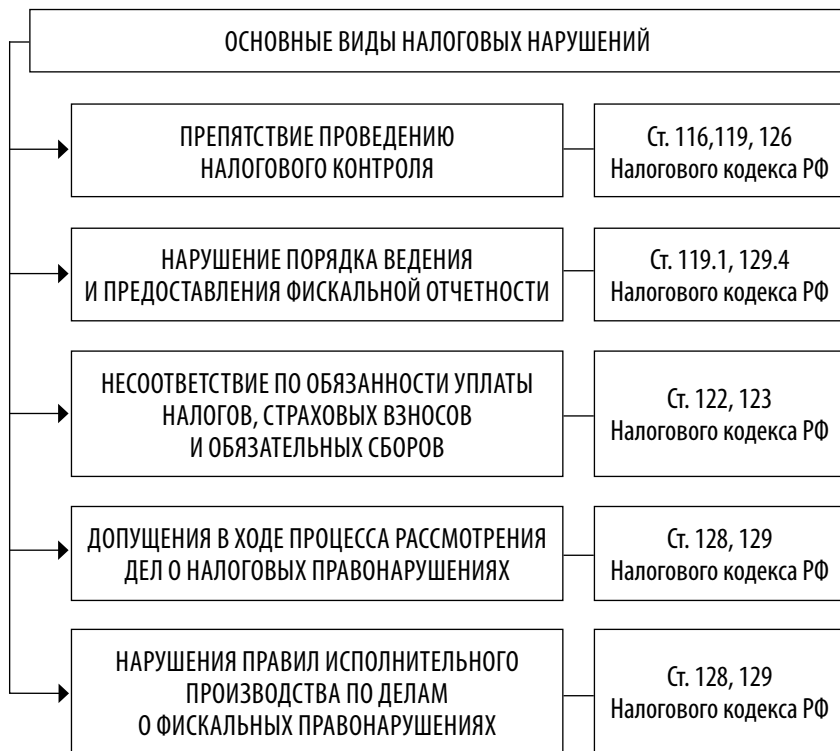 ОСНОВНЫЕ ВИДЫ НАЛОГОВЫХ НАРУШЕНИЙ
ПРЕПЯТСТВИЕ ПРОВЕДЕНИЮ
НАЛОГОВОГО КОНТРОЛЯ
Ст. 116,119, 126
Налогового кодекса РФ
НАРУШЕНИЕ ПОРЯДКА ВЕДЕНИЯ
И ПРЕДОСТАВЛЕНИЯ ФИСКАЛЬНОЙ ОТЧЕТНОСТИ
Ст. 119.1, 129.4
Налогового кодекса РФ
НЕСООТВЕТСТВИЕ ПО ОБЯЗАННОСТИ УПЛАТЫ
НАЛОГОВ, СТРАХОВЫХ ВЗНОСОВ
И ОБЯЗАТЕЛЬНЫХ СБОРОВ
Ст. 122, 123
Налогового кодекса РФ
ДОПУЩЕНИЯ В ХОДЕ ПРОЦЕССА РАССМОТРЕНИЯ
ДЕЛ О НАЛОГОВЫХ ПРАВОНАРУШЕНИЯХ
Ст. 128, 129
Налогового кодекса РФ
НАРУШЕНИЯ ПРАВИЛ ИСПОЛНИТЕЛЬНОГО
ПРОИЗВОДСТВА ПО ДЕЛАМ
О ФИСКАЛЬНЫХ ПРАВОНАРУШЕНИЯХ
Ст. 128, 129
Налогового кодекса РФ